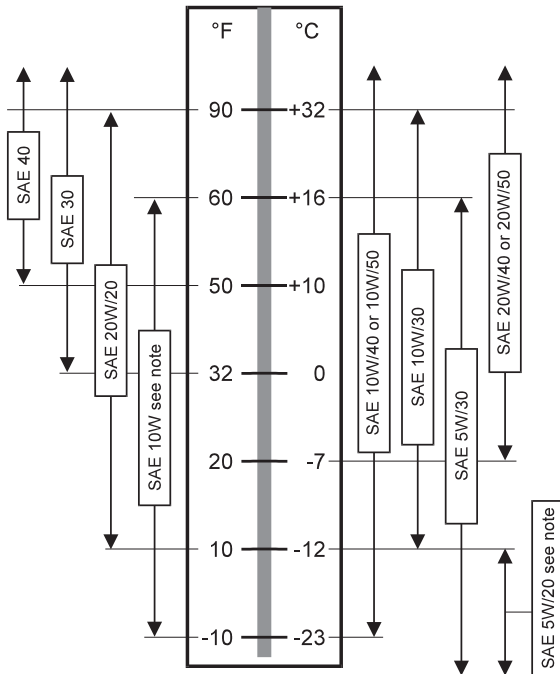 °F °C
90 +32
60 +16
50 +10
32 0
20 -7
10 -12
-10 -23
SAE 40
SAE 30
SAE 20W/20
SAE 10W see note
SAE 10W/40 or 10W/50
SAE 10W/30
SAE 5W/30
SAE 20W/40 or 20W/50
SAE 5W/20 see note